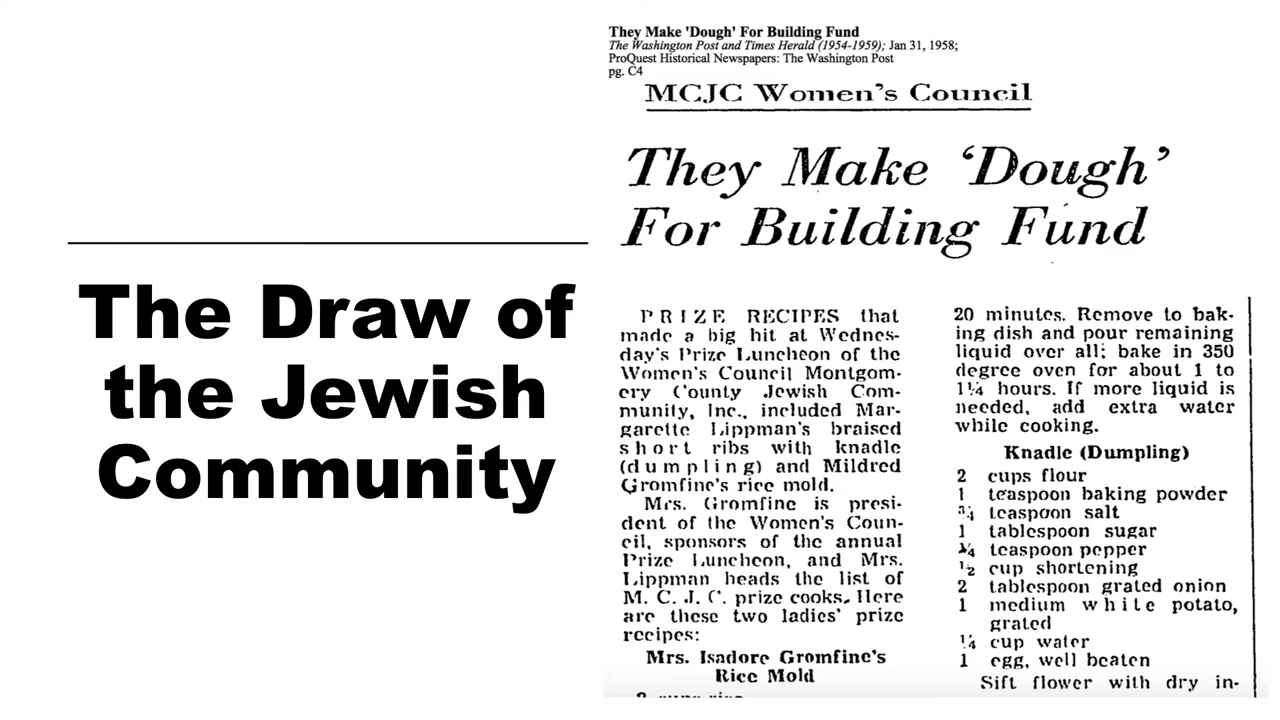 The Draw of
the Jewish
Community
They Make 'Dough' For Building Fund
The Washington Post and Times Herald (1954-1959); Jan 31, 1958;
ProQuest Historical Newspapers: The Washington Post
pg. C4
MCJC Women's Council
They Make 'Dough'
For Building Fund
PRIZE RECIPES that
made a big hit at Wednes-
day's Prize Luncheon of the
Women's Council Montgom-
ery County Jewish Com-
munity, Inc., included Mar-
garette Lippman's braised
short ribs with knadle
(dumpling) and Mildred
Gromfine's rice mold.
Mrs. Gromfine is presi-
dent of the Women's Coun-
cil, sponsors of the annual
Prize Luncheon, and Mrs.
Lippman heads the list of
M. C. J. C. prize cooks. Here
are these two ladies' prize
recipes:
Mrs. Isadore Gromfine's
Rice Mold
20 minutes. Remove to bak-
ing dish and pour remaining
liquid over all; bake in 350
degree oven for about 1 to
1¼ hours. If more liquid is
needed, add extra water
while cooking.
Knadle (Dumpling)
2 cups flour
1 teaspoon baking powder
¾ teaspoon salt
1 tablespoon sugar
¼ teaspoon pepper
½ cup shortening
2 tablespoon grated onion
1 medium white potato,
grated
¼ cup water
1 egg, well beaten
Sift flower with dry in-